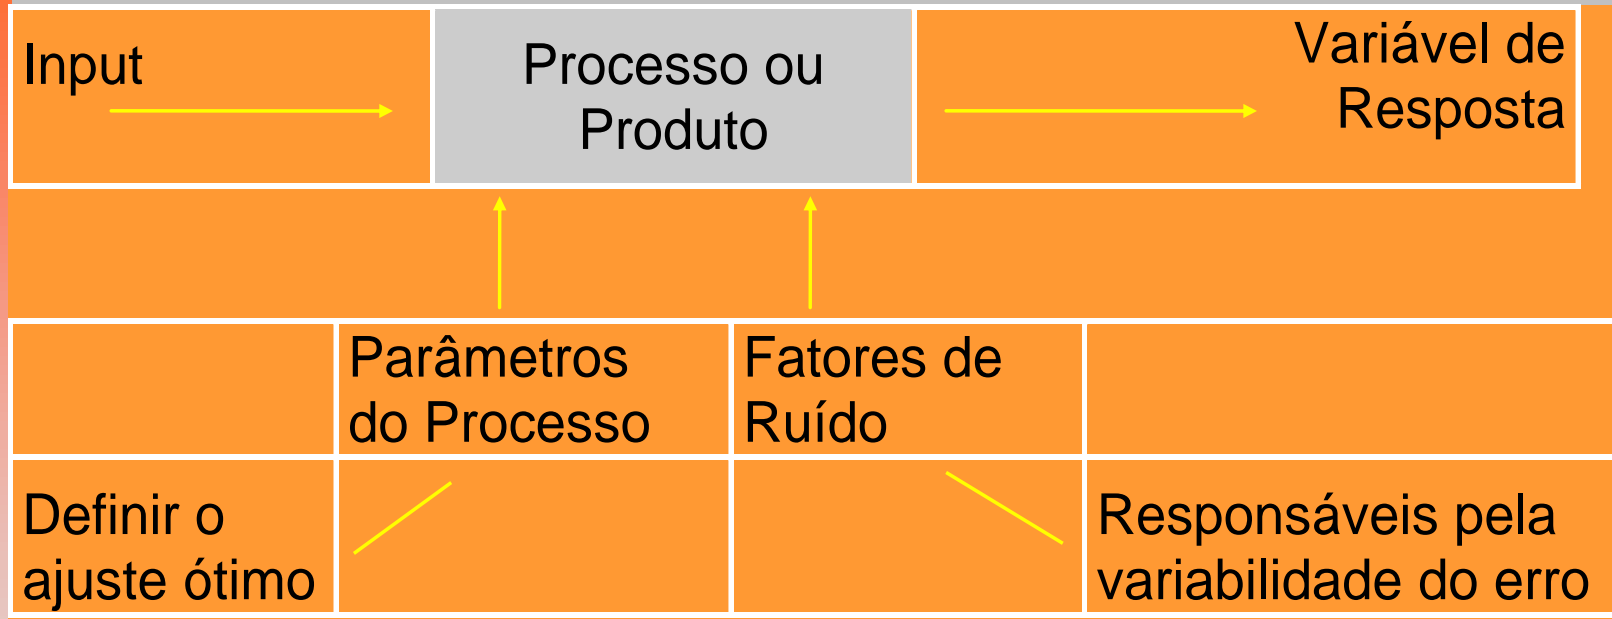 Input
Processo ou
Produto
Variável de
Resposta
Parâmetros
do Processo
Fatores de
Ruído
Definir o
ajuste ótimo
Responsáveis pela
variabilidade do erro